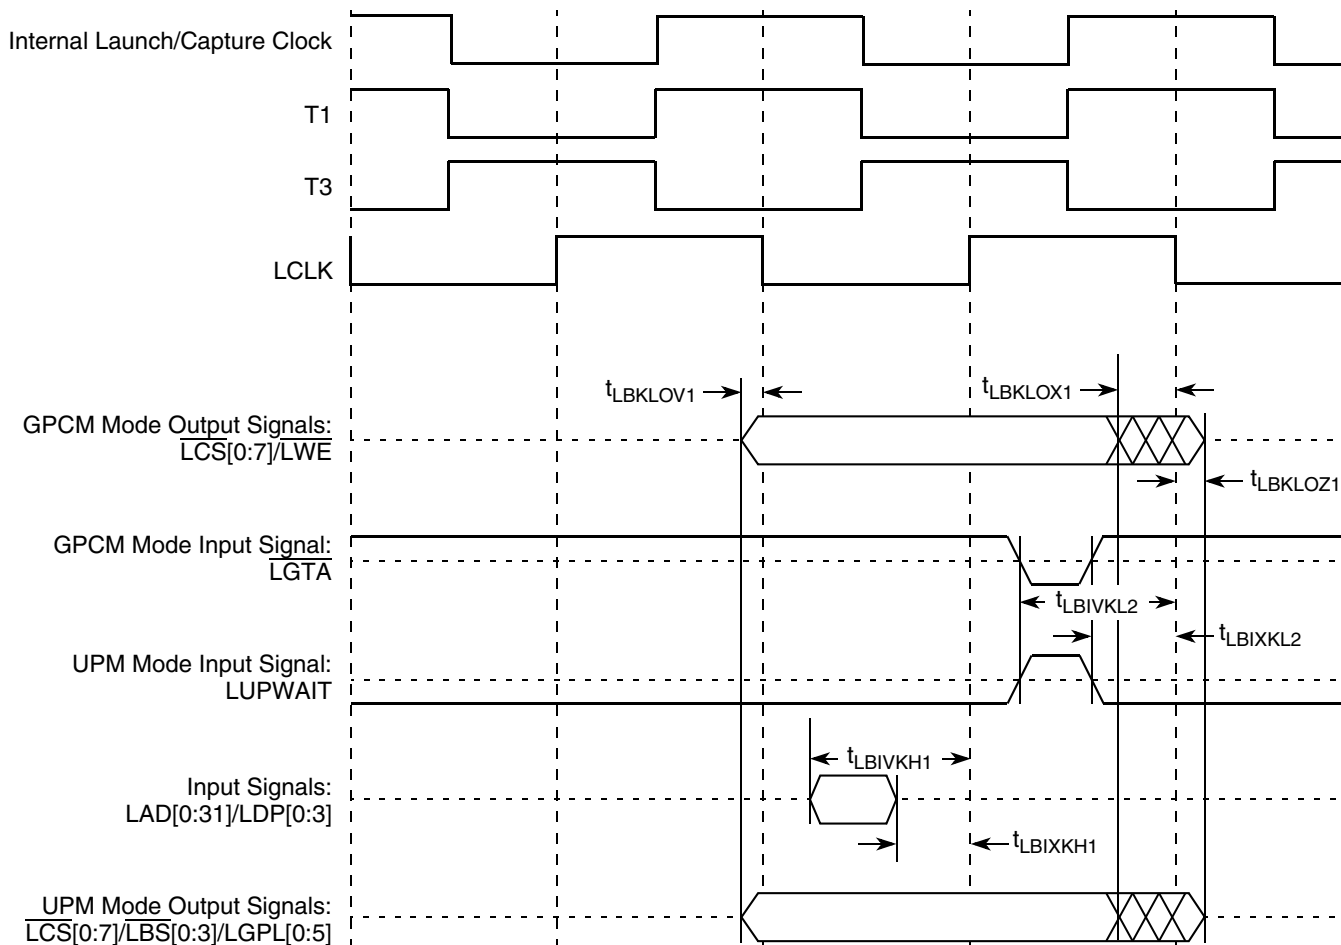 Internal Launch/Capture Clock
T1
T3
LCLK
tLBKLOV1
tLBKLOX1
GPCM Mode Output Signals:
LCS[0:7]/LWE
tLBKLOZ1
GPCM Mode Input Signal:
LGTA
tLBIVKL2
tLBIXKL2
UPM Mode Input Signal:
LUPWAIT
tLBIVKH1
Input Signals:
LAD[0:31]/LDP[0:3]
tLBIXKH1
UPM Mode Output Signals:
LCS[0:7]/LBS[0:3]/LGPL[0:5]